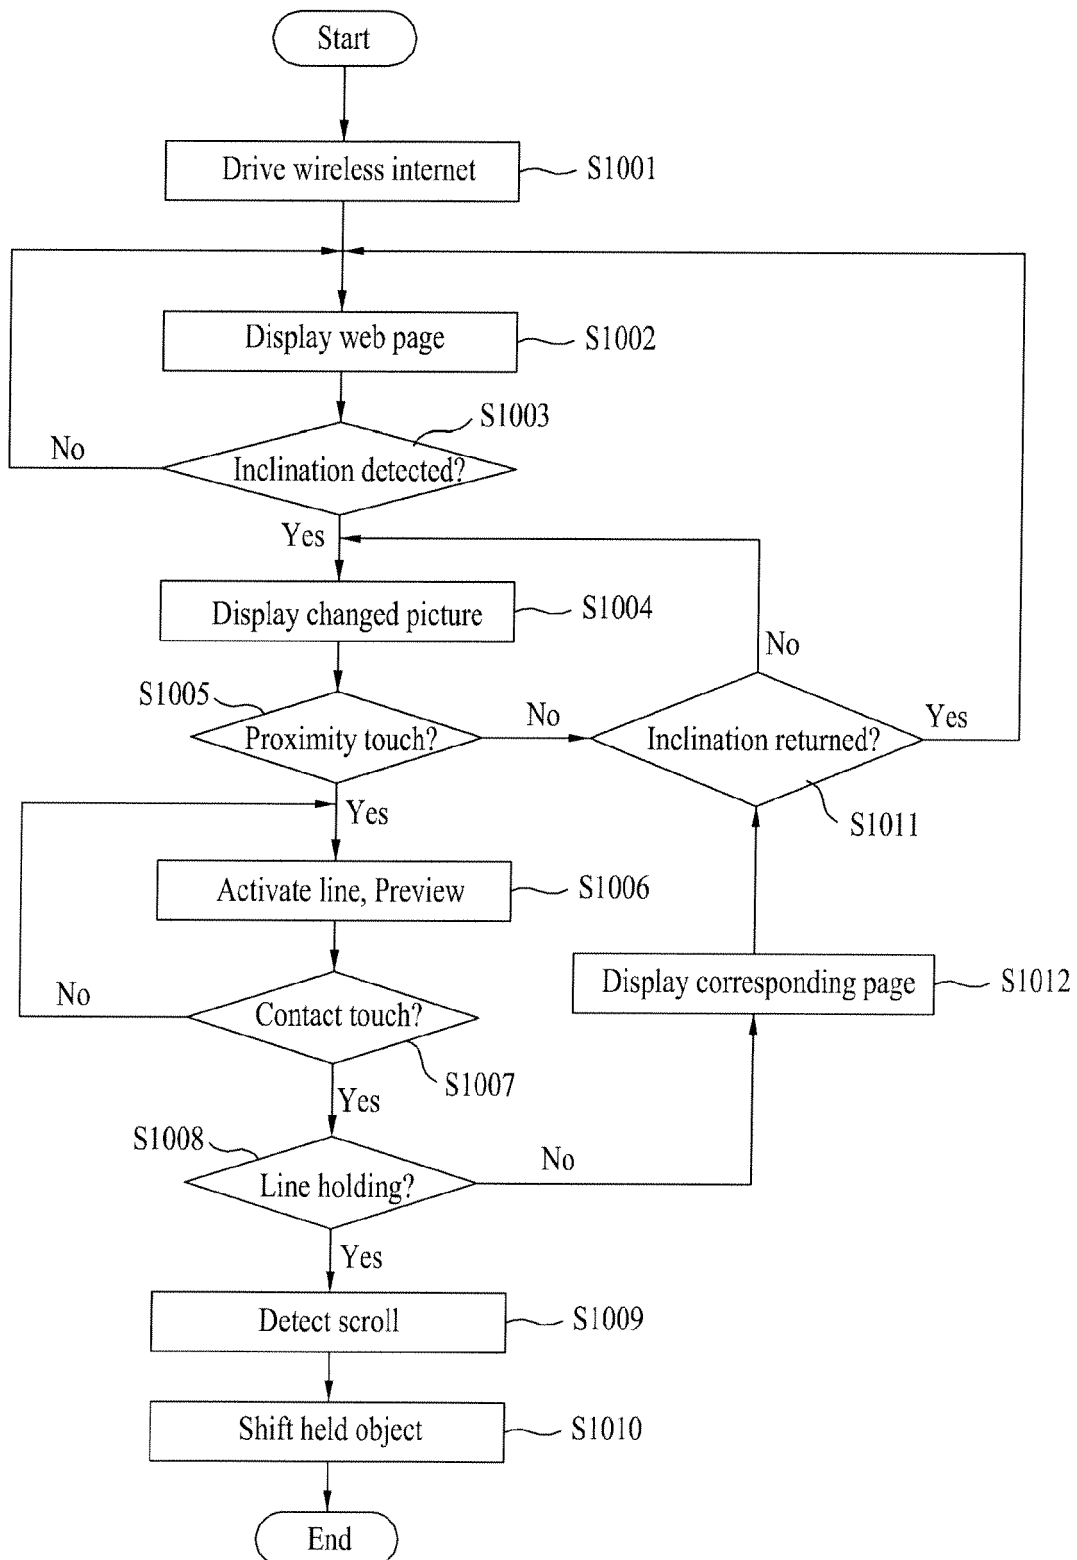 Start
Drive wireless internet
S1001
Display web page
S1002
S1003
No
Inclination detected?
Yes
Display changed picture
S1004
No
S1005
Proximity touch?
No
Inclination returned?
Yes
Yes
S1011
Activate line, Preview
S1006
No
Contact touch?
Display corresponding page
S1012
S1007
Yes
S1008
Line holding?
No
Yes
Detect scroll
S1009
Shift held object
S1010
End